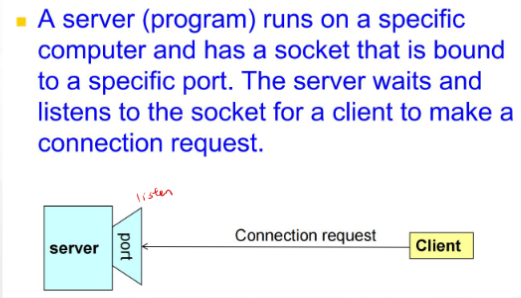 A server (program) runs on a specific
computer and has a socket that is bound
to a specific port. The server waits and
listens to the socket for a client to make a
connection request.
listen
server
port
Connection request
Client